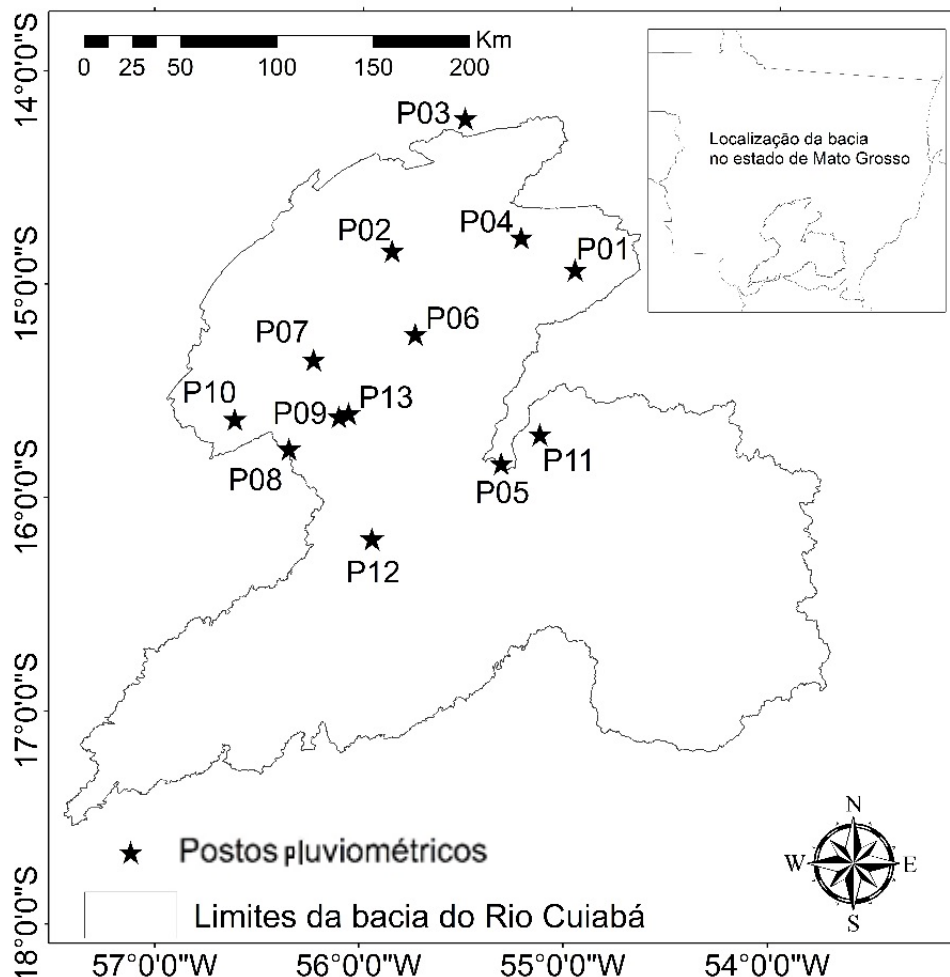 Km
0 25 50 100 150 200
14°0'0"S
15°0'0"S
16°0'0"S
17°0'0"S
18°0'0"S
P03
P04
P02
P01
P06
P07
P10
P09
P13
P08
P11
P05
P12
Localização da bacia
no estado de Mato Grosso
Postos pluviométricos
Limites da bacia do Rio Cuiabá
N
W
E
S
57°0'0"W 56°0'0"W 55°0'0"W 54°0'0"W